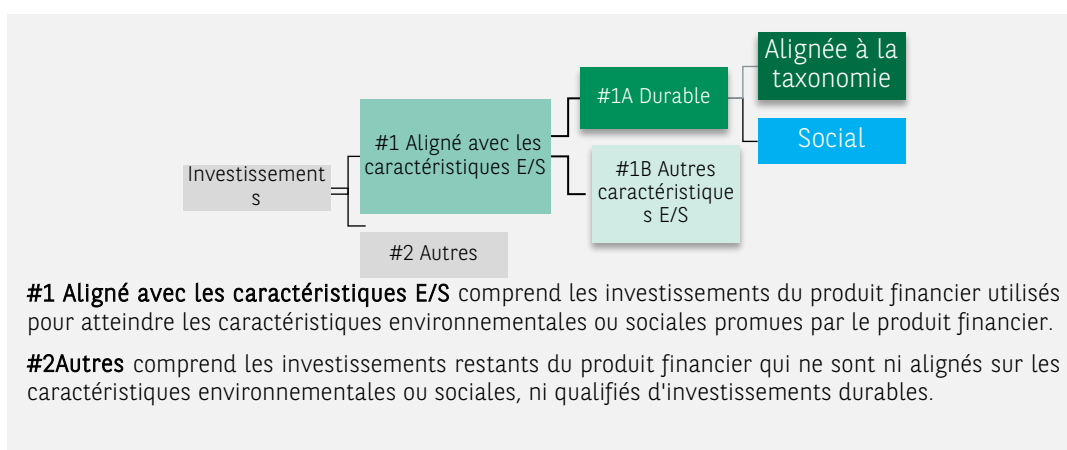 Alignée à la
taxonomie
#1A Durable
Social
#1 Aligné avec les
caractéristiques E/S
#1B Autres
caractéristique
s E/S
Investissement
s
#2 Autres
#1 Aligné avec les caractéristiques E/S comprend les investissements du produit financier utilisés
pour atteindre les caractéristiques environnementales ou sociales promues par le produit financier.
#2Autres comprend les investissements restants du produit financier qui ne sont ni alignés sur les
caractéristiques environnementales ou sociales, ni qualifiés d'investissements durables.